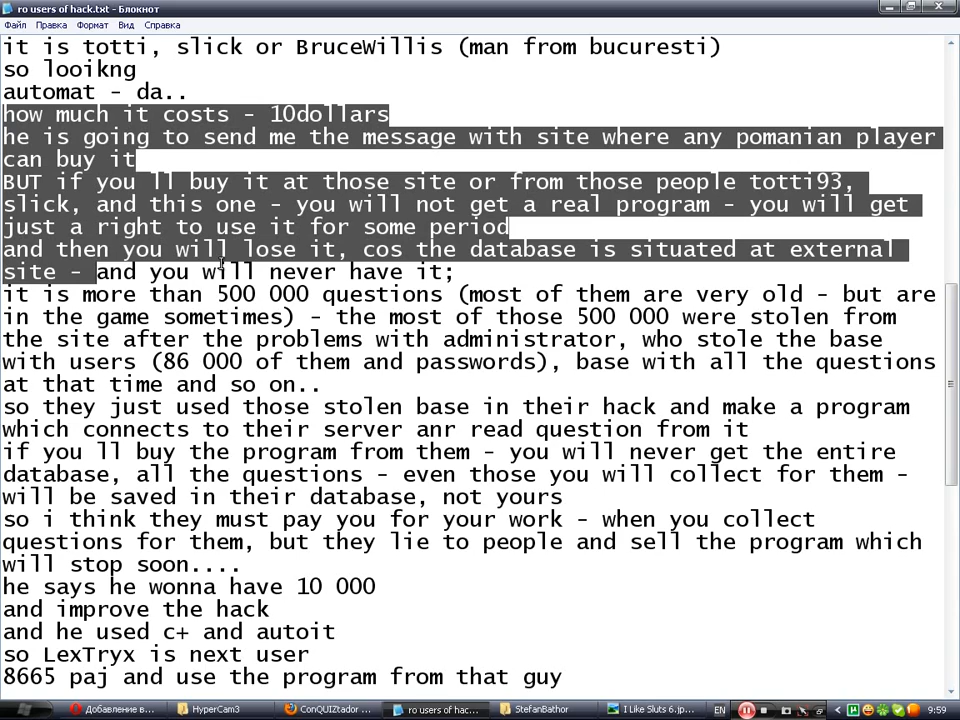 ro users of hack.txt - Блокнот
Файл Правка Формат Вид Справка
it is totti, slick or BruceWillis (man from bucuresti)
so looikng
automat - da..
how much it costs - 10dollars
he is going to send me the message with site where any pomanian player
can buy it
BUT if you ll buy it at those site or from those people totti93,
slick, and this one - you will not get a real program - you will get
just a right to use it for some period
and then you will lose it, cos the database is situated at external
site - and you will never have it;
it is more than 500 000 questions (most of them are very old - but are
in the game sometimes) - the most of those 500 000 were stolen from
the site after the problems with administrator, who stole the base
with users (86 000 of them and passwords), base with all the questions
at that time and so on..
so they just used those stolen base in their hack and make a program
which connects to their server anr read question from it
if you ll buy the program from them - you will never get the entire
database, all the questions - even those you will collect for them -
will be saved in their database, not yours
so i think they must pay you for your work - when you collect
questions for them, but they lie to people and sell the program which
will stop soon....
he says he wonna have 10 000
and improve the hack
and he used c+ and autoit
so LexTryx is next user
8665 paj and use the program from that guy
Добавление в... HyperCam3 ConQUIZtador ... ro users of hac... StefanBathor I Like Sluts 6.jp... EN 9:59